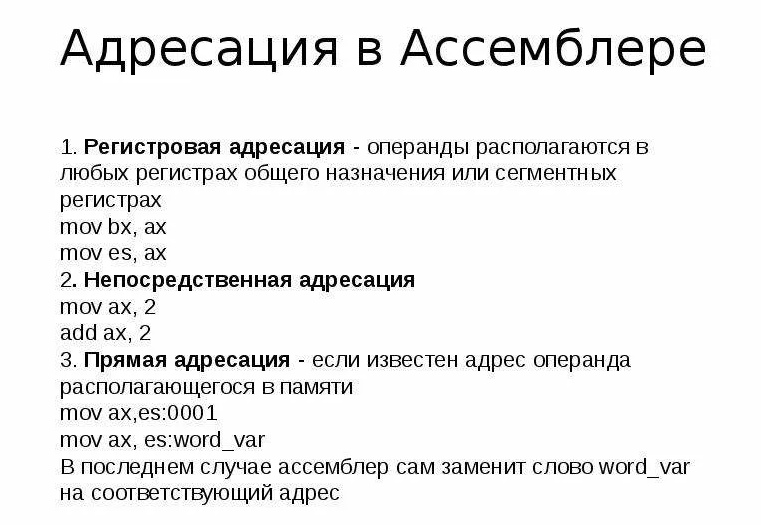 Адресация в Ассемблере
1. Регистровая адресация - операнды располагаются в
любых регистрах общего назначения или сегментных
регистрах
mov bx, ax
mov es, ax
2. Непосредственная адресация
mov ax, 2
add ax, 2
3. Прямая адресация - если известен адрес операнда
располагающегося в памяти
mov ax,es:0001
mov ax, es:word_var
В последнем случае ассемблер сам заменит слово word_var
на соответствующий адрес